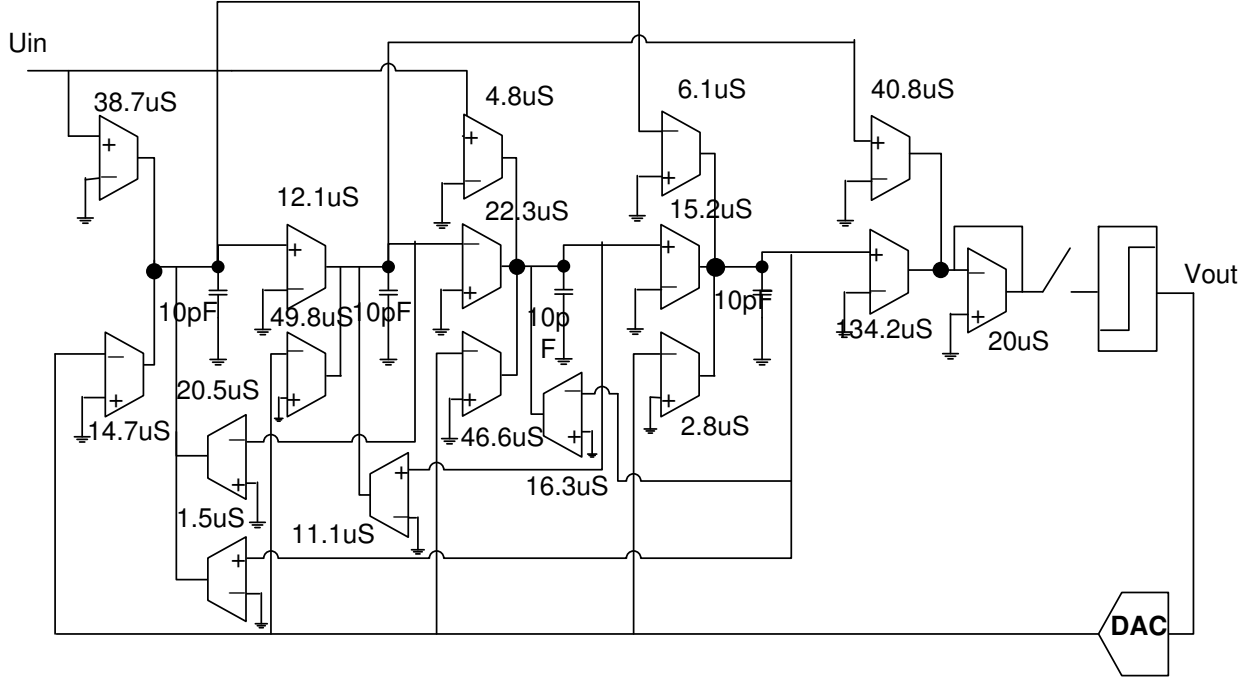 Uin
38.7uS
4.8uS
6.1uS
40.8uS
12.1uS
22.3uS
15.2uS
10pF
49.8uS
10pF
10p
F
10pF
134.2uS
20uS
Vout
20.5uS
14.7uS
46.6uS
2.8uS
16.3uS
1.5uS
11.1uS
DAC